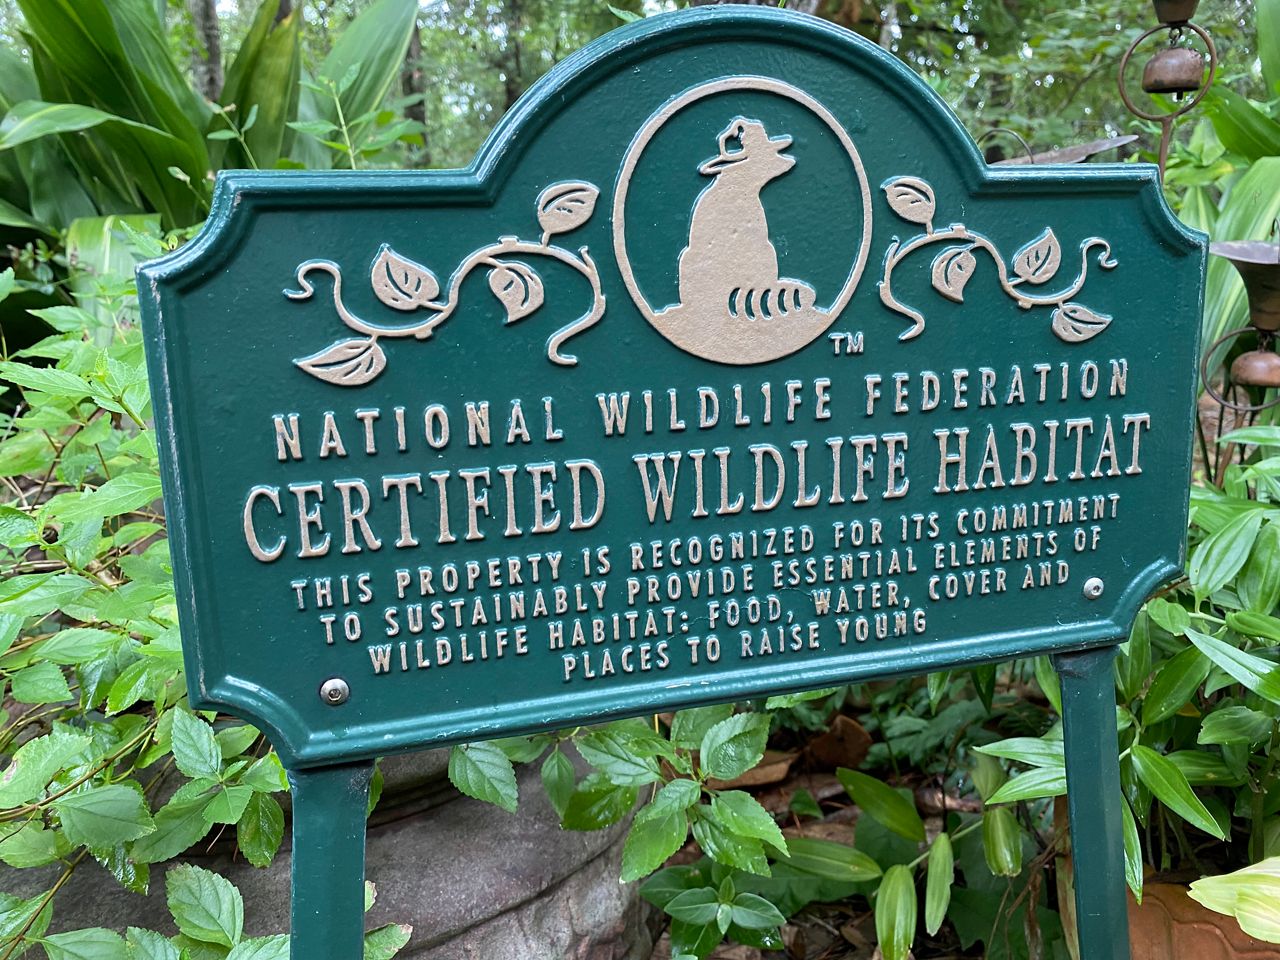 TM
NATIONAL WILDLIFE FEDERATION
CERTIFIED WILDLIFE HABITAT
THIS PROPERTY IS RECOGNIZED FOR ITS COMMITMENT
TO SUSTAINABLY PROVIDE ESSENTIAL ELEMENTS OF
WILDLIFE HABITAT: FOOD, WATER, COVER AND
PLACES TO RAISE YOUNG